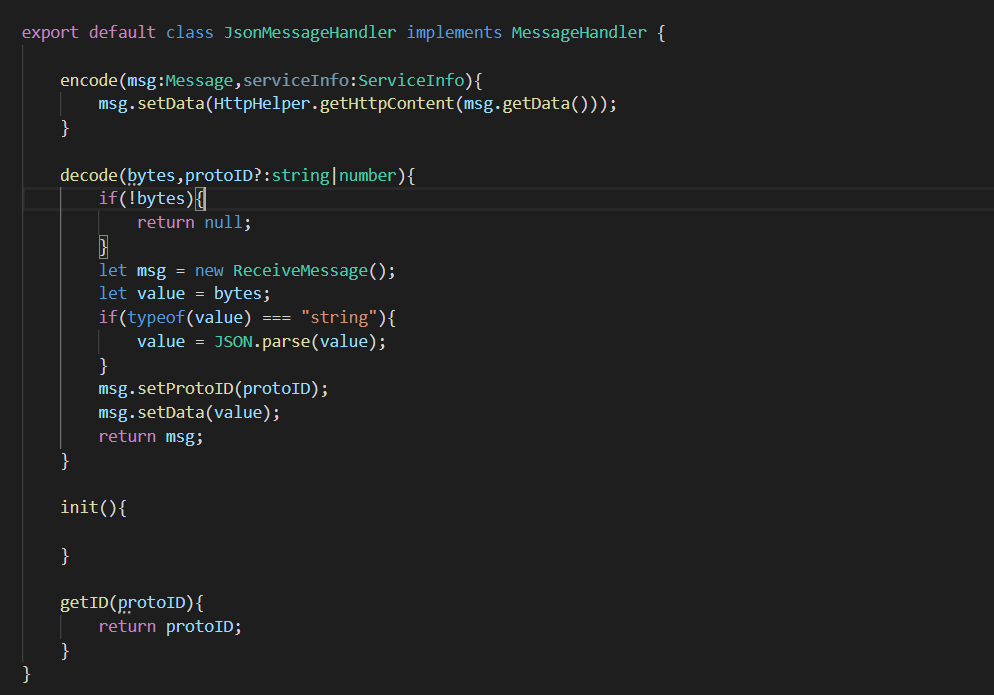 export default class JsonMessageHandler implements MessageHandler {
encode(msg:Message,serviceInfo:ServiceInfo){
msg.setData(HttpHelper.getHttpContent(msg.getData()));
}
decode(bytes,protoID?:string|number){
if(!bytes){
return null;
}
let msg = new ReceiveMessage();
let value = bytes;
if(typeof(value) === "string"){
value = JSON.parse(value);
}
msg.setProtoID(protoID);
msg.setData(value);
return msg;
}
init(){
}
getID(protoID){
return protoID;
}
}